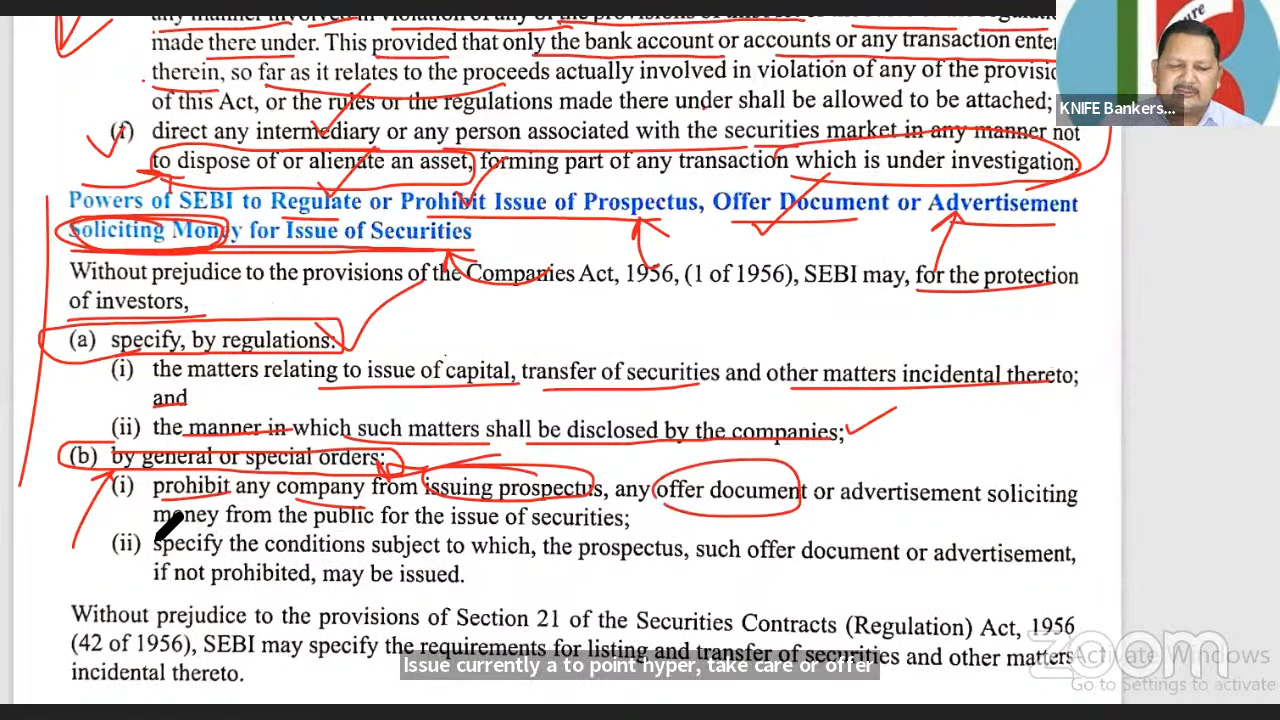 any manner involved in violation of any of the provisions of
made there under. This provided that only the bank account or accounts or any transaction enter
therein, so far as it relates to the proceeds actually involved in violation of any of the provisio
of this Act, or the rules or the regulations made there under shall be allowed to be attached;
(f) direct any intermediary or any person associated with the securities market in any manner not
to dispose of or alienate an asset, forming part of any transaction which is under investigation.
Powers of SEBI to Regulate or Prohibit Issue of Prospectus, Offer Document or Advertisement
Soliciting Money for Issue of Securities
Without prejudice to the provisions of the Companies Act, 1956, (1 of 1956), SEBI may, for the protection
of investors,
(a) specify, by regulations:
(i) the matters relating to issue of capital, transfer of securities and other matters incidental thereto;
and
(ii) the manner in which such matters shall be disclosed by the companies;
(b) by general or special orders:
(i) prohibit any company from issuing prospectus, any offer document or advertisement soliciting
money from the public for the issue of securities;
(ii) specify the conditions subject to which, the prospectus, such offer document or advertisement,
if not prohibited, may be issued.
Without prejudice to the provisions of Section 21 of the Securities Contracts (Regulation) Act, 1956
(42 of 1956), SEBI may specify the requirements for listing and transfer of securities and other matters
incidental thereto.
KNIFE Bankers...
Issue currently a to point hyper, take care or offer
zoom
Activate Windows
Go to Settings to activate